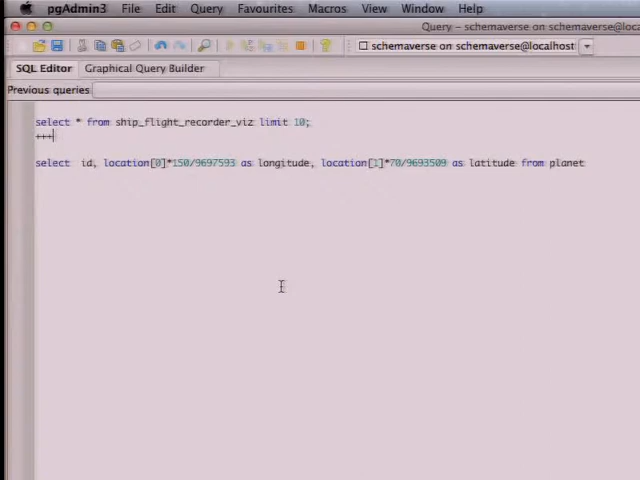 pgAdmin3 File Edit Query Favourites Macros View Window Help
Query - schemaverse on schemaverse@loca
schemaverse on schemaverse@localhost
SQL Editor Graphical Query Builder
Previous queries
select * from ship_flight_recorder_viz limit 10;
+++
select id, location[0]*150/9697593 as longitude, location[1]*70/9693509 as latitude from planet